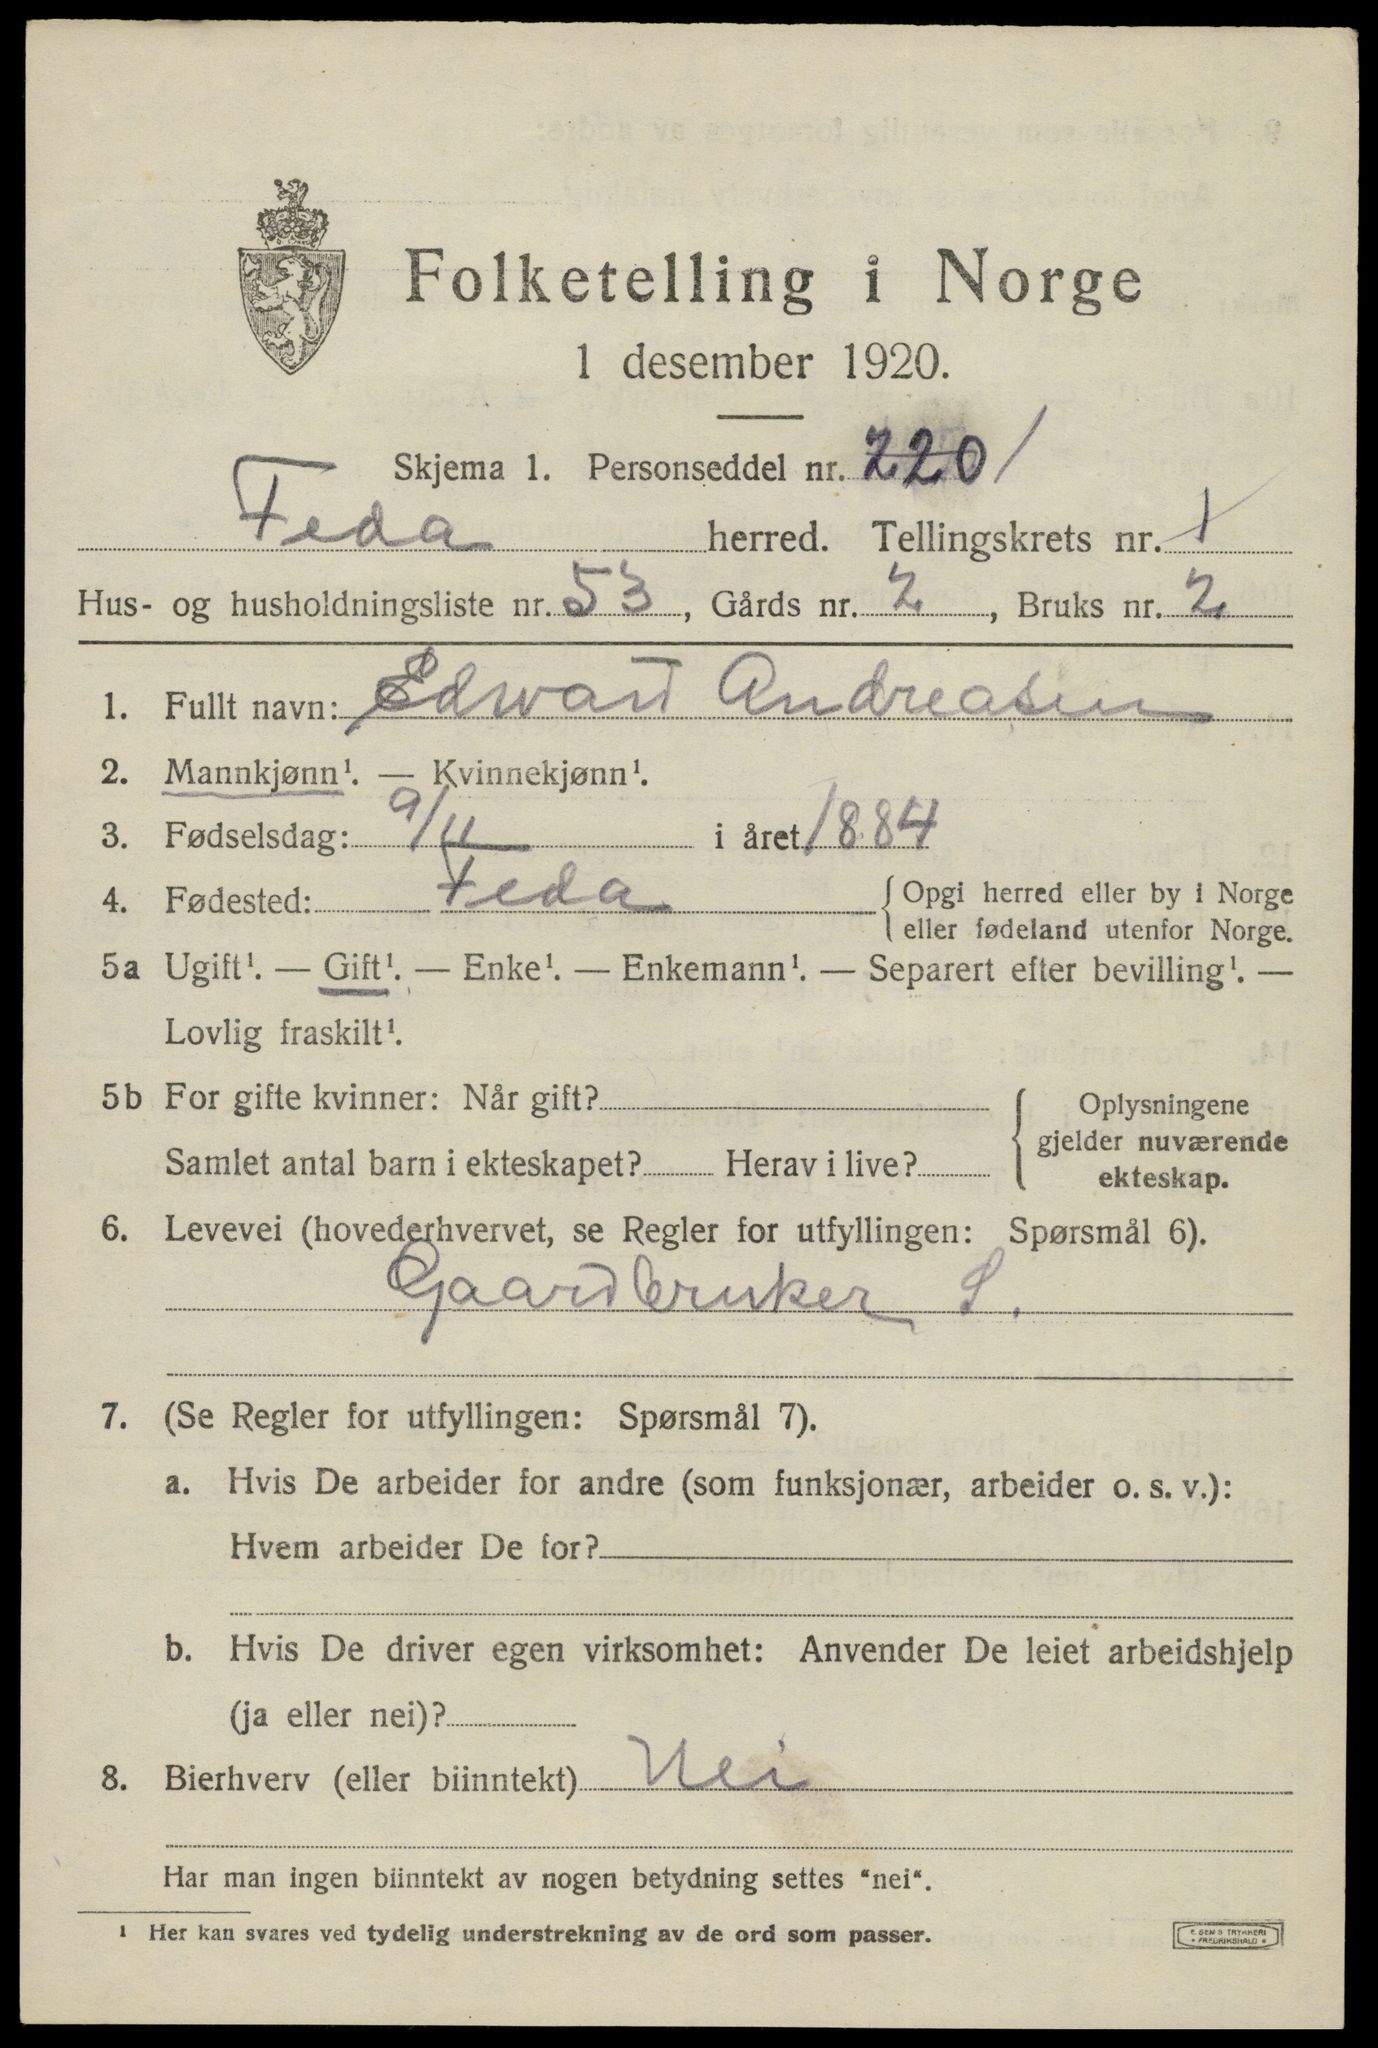 Folketelling i Norge
1 desember 1920.
Skjema 1. Personseddel nr. 220 /
Feda herred. Tellingskrets nr. 1
Hus- og husholdningsliste nr. 53, Gårds nr. 2, Bruks nr. 2
1. Fullt navn: Edward Andreasen
2. Mannkjønn¹. — Kvinnekjønn¹.
3. Fødselsdag: 9/11 i året 1884
4. Fødested: Feda { Opgi herred eller by i Norge
eller fødeland utenfor Norge.
5a Ugift¹. — Gift¹. — Enke¹. — Enkemann¹. — Separert efter bevilling¹. —
Lovlig fraskilt¹.
5b For gifte kvinner: Når gift?
Samlet antal barn i ekteskapet? Herav i live?
{ Oplysningene
gjelder nuværende
ekteskap.
6. Levevei (hovederhvervet, se Regler for utfyllingen: Spørsmål 6).
Gaardbruker S.
7. (Se Regler for utfyllingen: Spørsmål 7).
a. Hvis De arbeider for andre (som funksjonær, arbeider o. s. v.):
Hvem arbeider De for?
b. Hvis De driver egen virksomhet: Anvender De leiet arbeidshjelp
(ja eller nei)?
8. Bierhverv (eller biinntekt) Nei
Har man ingen biinntekt av nogen betydning settes “nei“.
¹ Her kan svares ved tydelig understrekning av de ord som passer.
E. SEM'S TRYKKERI
* FREDRIKSHALD *